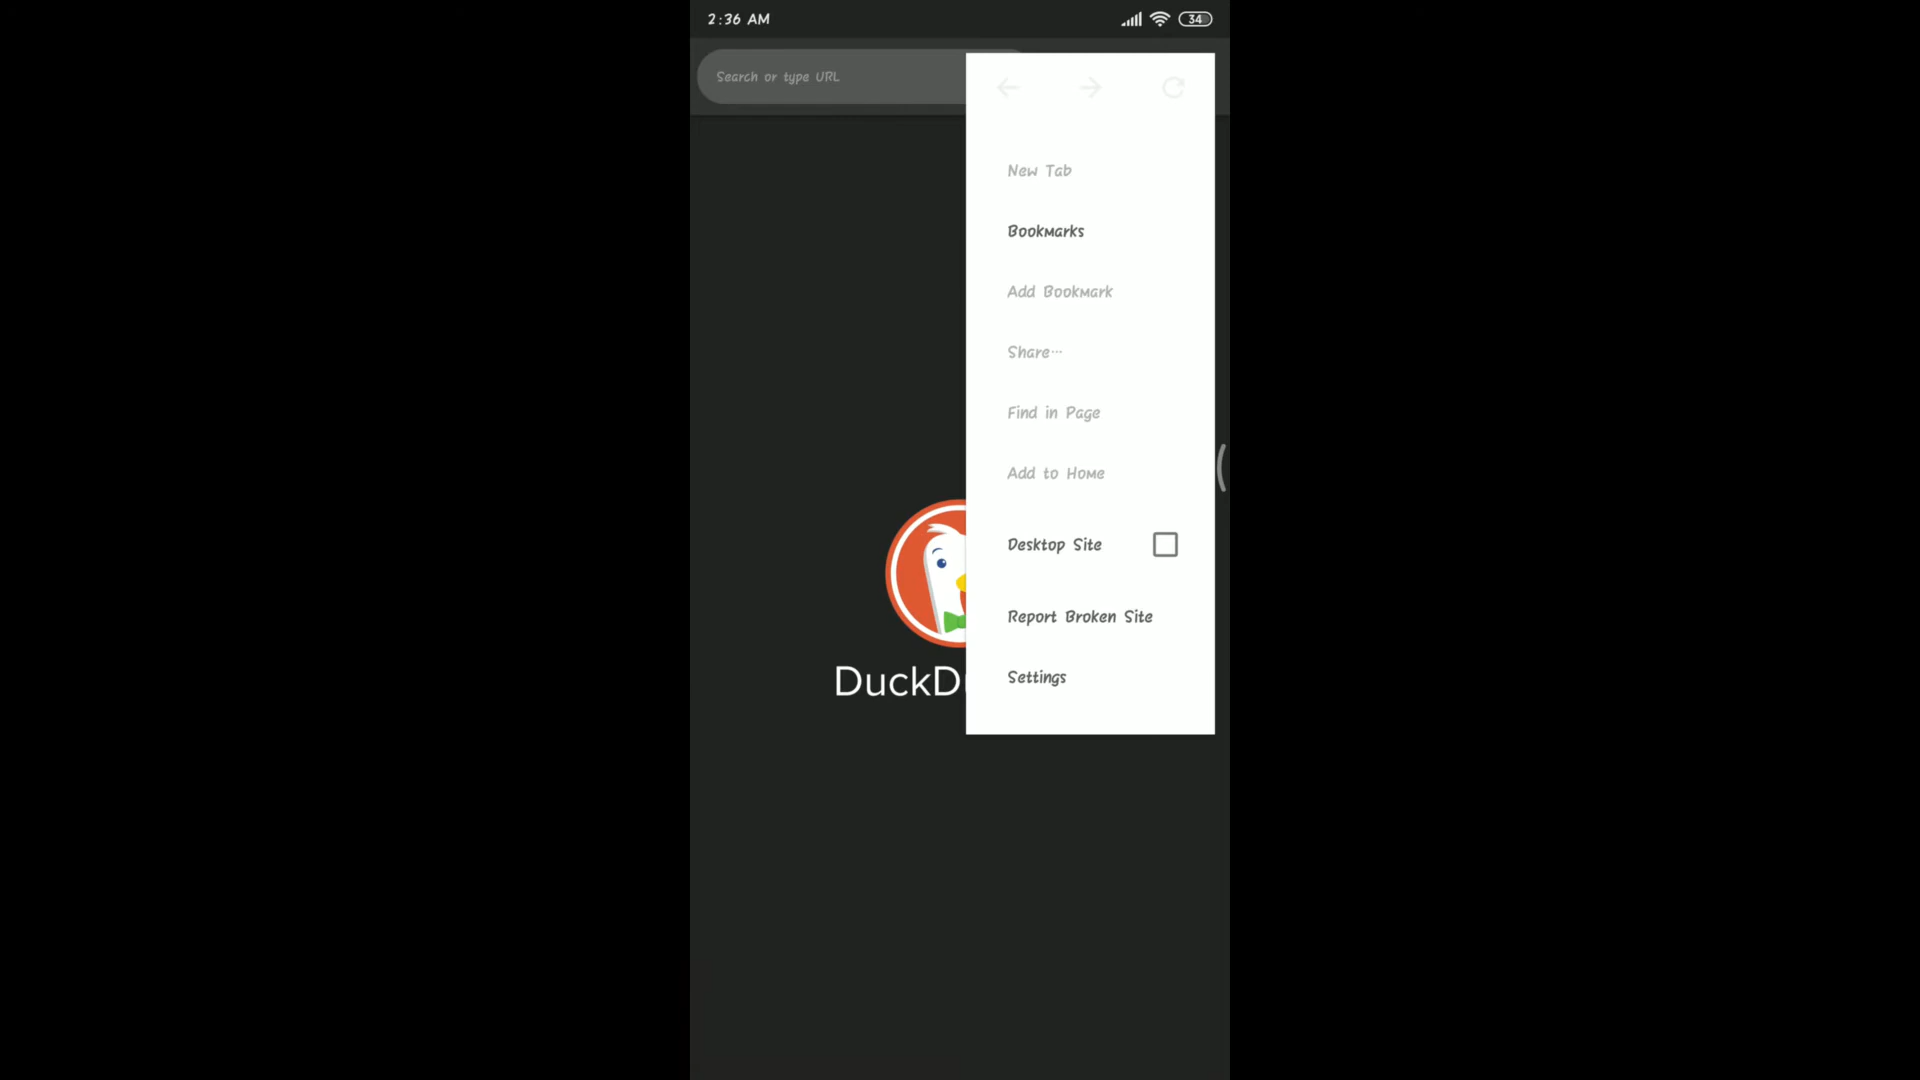 2:36 AM
34
Search or type URL
New Tab
Bookmarks
Add Bookmark
Share...
Find in Page
Add to Home
Desktop Site
Report Broken Site
Settings
DuckD